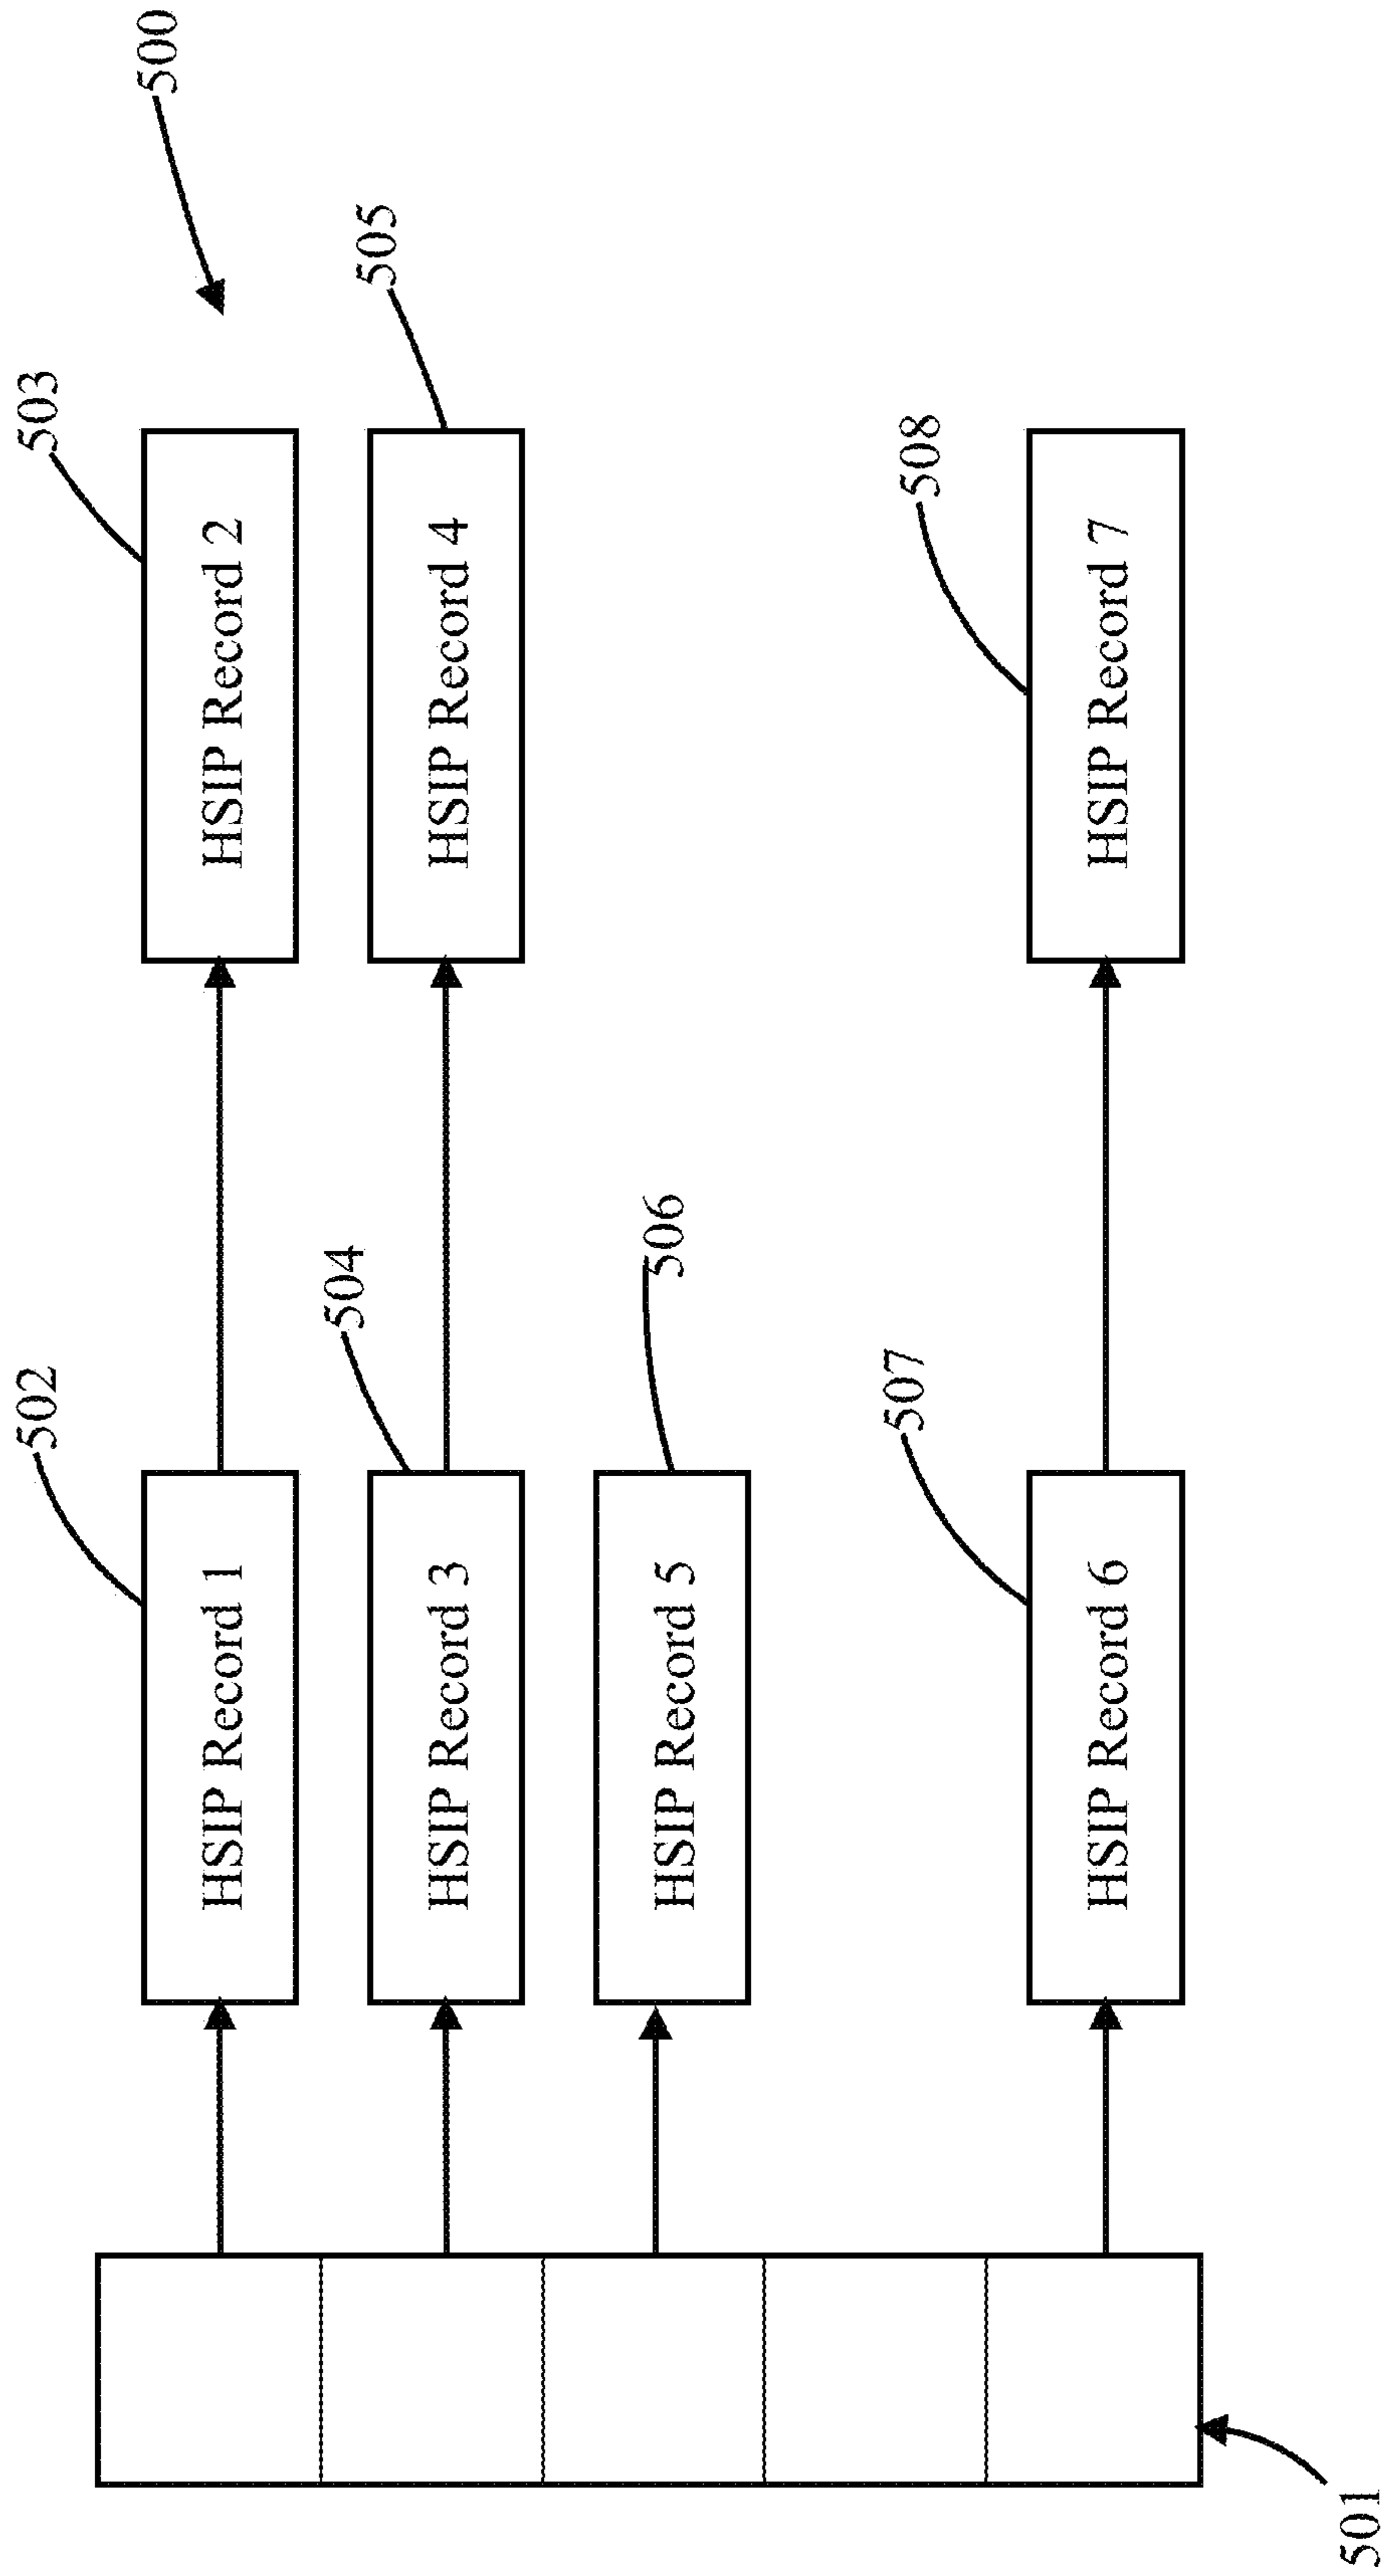 500
502
503
HSIP Record 1
HSIP Record 2
504
505
HSIP Record 3
HSIP Record 4
506
HSIP Record 5
507
508
HSIP Record 6
HSIP Record 7
501